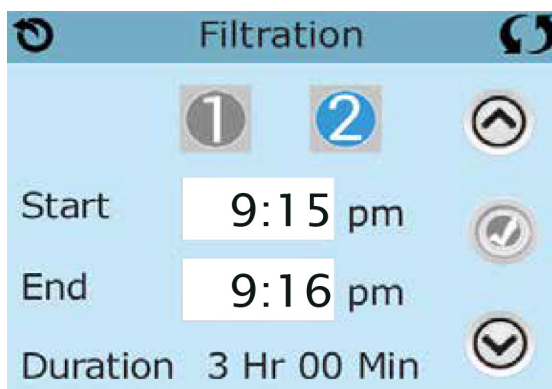 Filtration
1 2
Start 9:15 pm
End 9:16 pm
Duration 3 Hr 00 Min